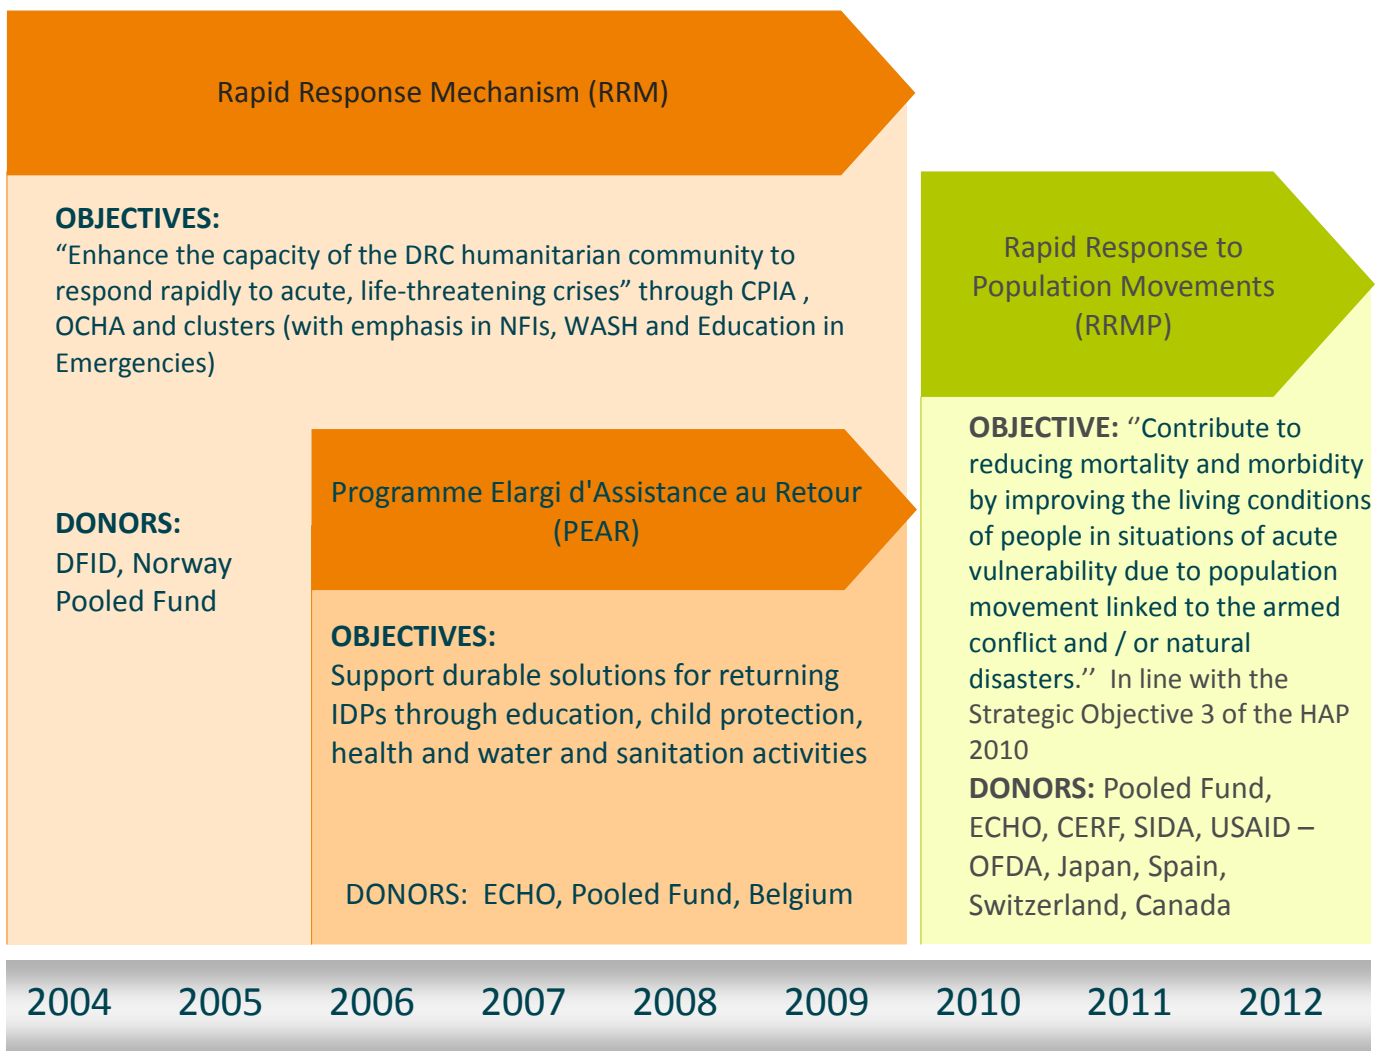 Rapid Response Mechanism (RRM)
OBJECTIVES:
“Enhance the capacity of the DRC humanitarian community to
respond rapidly to acute, life-threatening crises” through CPIA ,
OCHA and clusters (with emphasis in NFIs, WASH and Education in
Emergencies)
DONORS:
DFID, Norway
Pooled Fund
Programme Elargi d'Assistance au Retour
(PEAR)
OBJECTIVES:
Support durable solutions for returning
IDPs through education, child protection,
health and water and sanitation activities
DONORS:  ECHO, Pooled Fund, Belgium
Rapid Response to
Population Movements
(RRMP)
OBJECTIVE: ‘’Contribute to
reducing mortality and morbidity
by improving the living conditions
of people in situations of acute
vulnerability due to population
movement linked to the armed
conflict and / or natural
disasters.’’  In line with the
Strategic Objective 3 of the HAP
2010
DONORS: Pooled Fund,
ECHO, CERF, SIDA, USAID –
OFDA, Japan, Spain,
Switzerland, Canada
2004 2005 2006 2007 2008 2009 2010 2011 2012